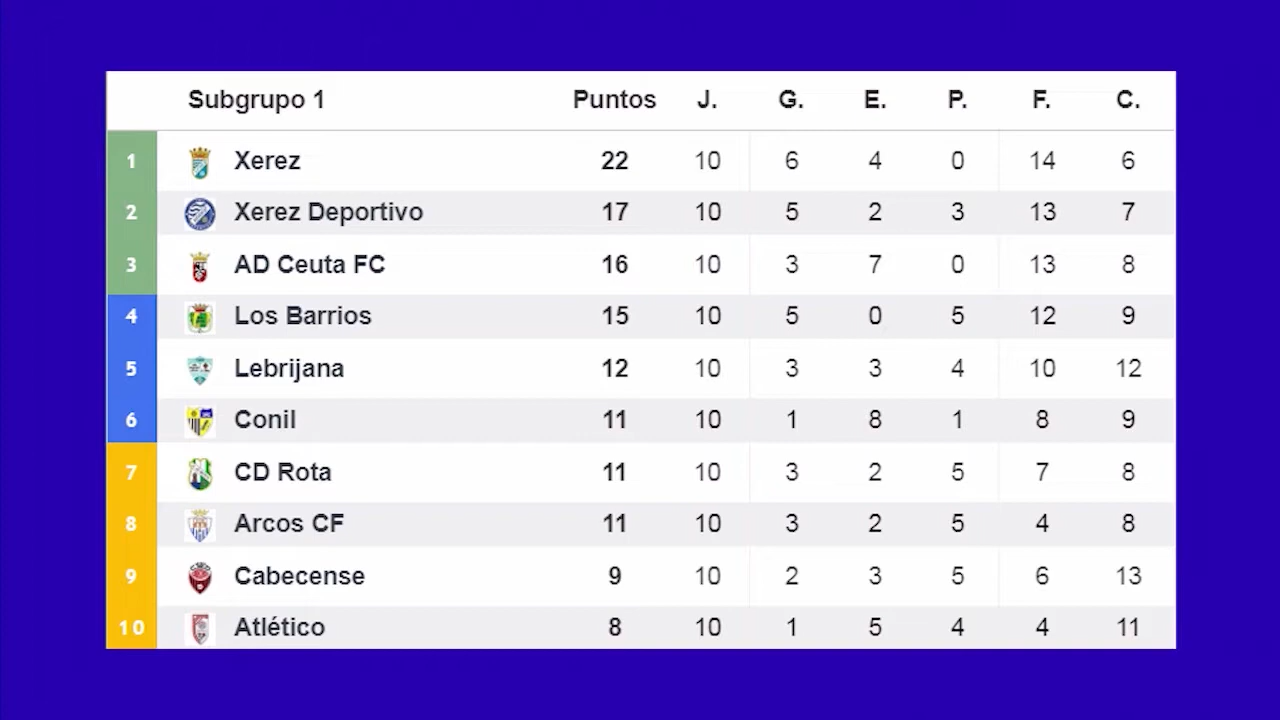 Subgrupo 1 Puntos J. G. E. P. F. C.
1 Xerez 22 10 6 4 0 14 6
2 Xerez Deportivo 17 10 5 2 3 13 7
3 AD Ceuta FC 16 10 3 7 0 13 8
4 Los Barrios 15 10 5 0 5 12 9
5 Lebrijana 12 10 3 3 4 10 12
6 Conil 11 10 1 8 1 8 9
7 CD Rota 11 10 3 2 5 7 8
8 Arcos CF 11 10 3 2 5 4 8
9 Cabecense 9 10 2 3 5 6 13
10 Atlético 8 10 1 5 4 4 11